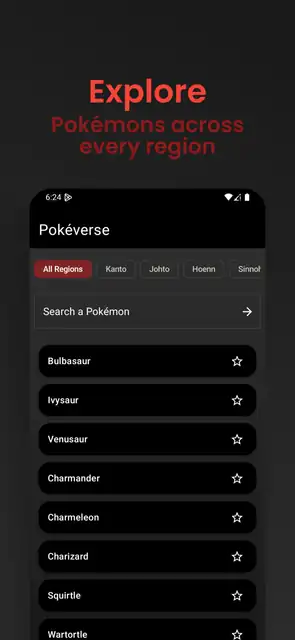 Explore
Pokémons across
every region
6:24
Pokéverse
All Regions Kanto Johto Hoenn Sinnoh
Search a Pokémon
Bulbasaur
Ivysaur
Venusaur
Charmander
Charmeleon
Charizard
Squirtle
Wartortle